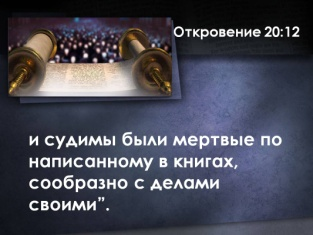 Откровение 20:12
и судимы были мертвые по
написанному в книгах,
сообразно с делами
своими”.